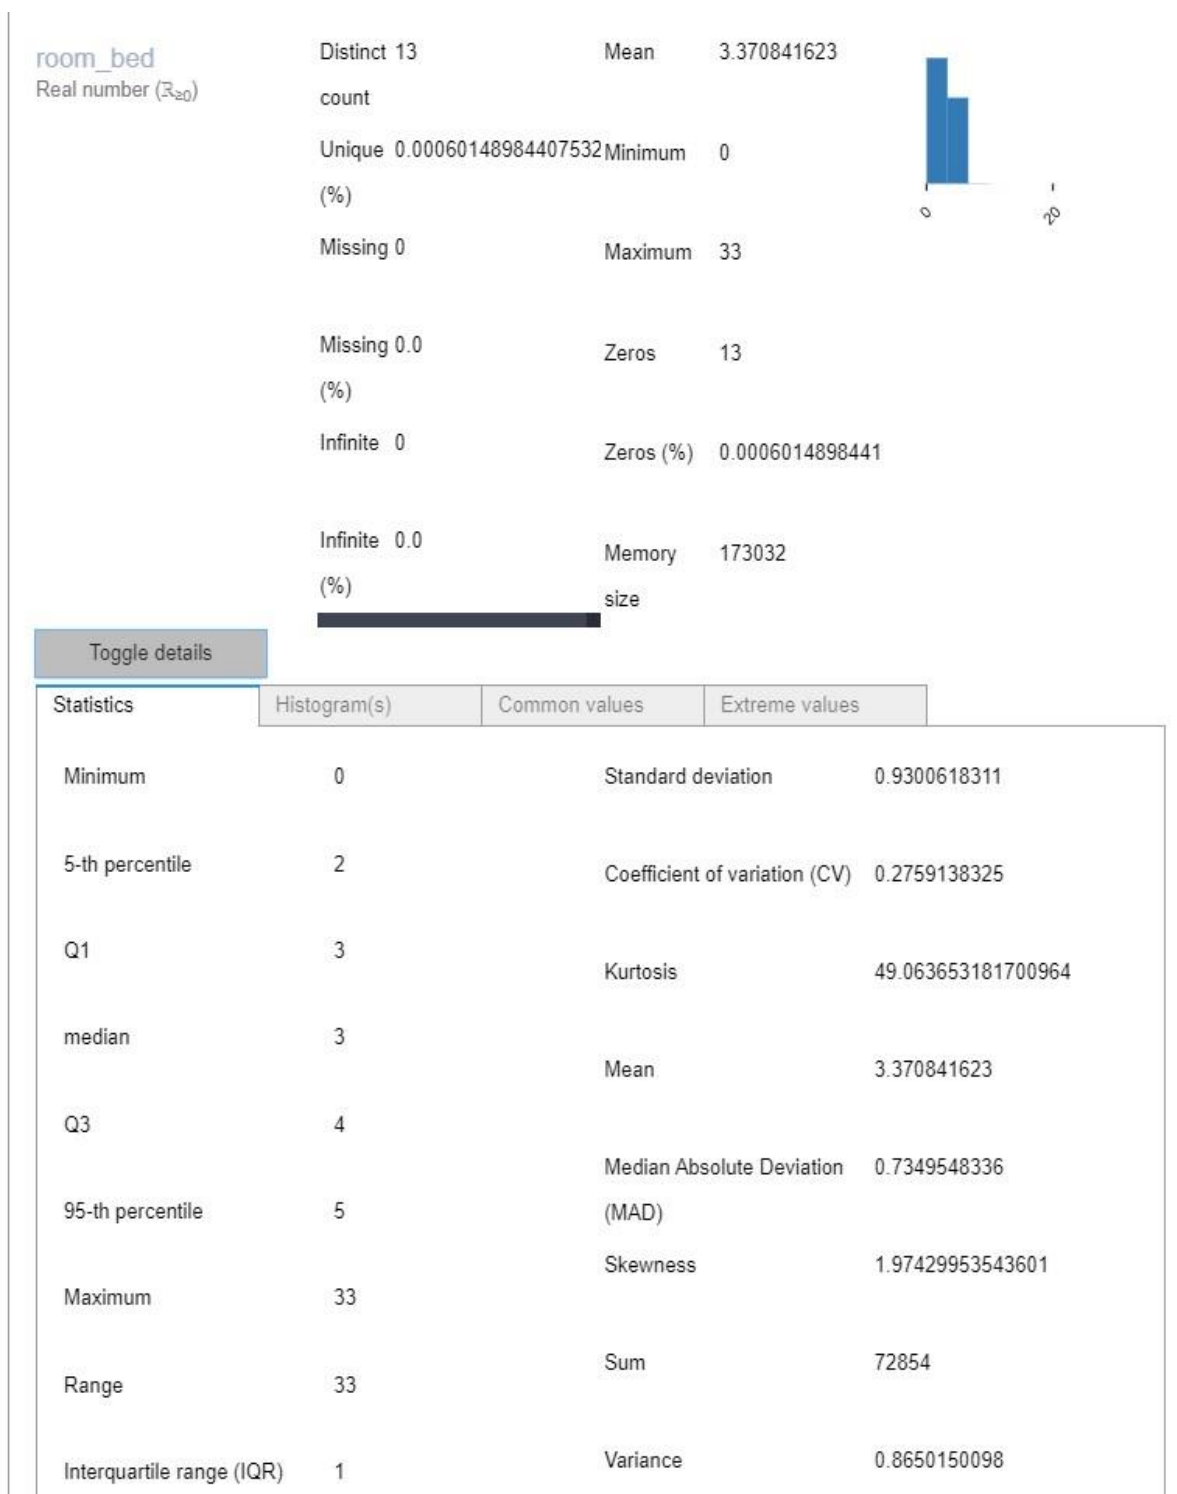 room_bed
Real number (ℝ≥0)
Distinct 13
count
Unique 0.00060148984407532
(%)
Missing 0
Missing 0.0
(%)
Infinite 0
Infinite 0.0
(%)
Mean 3.370841623
Minimum 0
Maximum 33
Zeros 13
Zeros (%) 0.0006014898441
Memory 173032
size
0 20
Toggle details
Statistics Histogram(s) Common values Extreme values
Minimum 0
5-th percentile 2
Q1 3
median 3
Q3 4
95-th percentile 5
Maximum 33
Range 33
Interquartile range (IQR) 1
Standard deviation 0.9300618311
Coefficient of variation (CV) 0.2759138325
Kurtosis 49.063653181700964
Mean 3.370841623
Median Absolute Deviation 0.7349548336
(MAD)
Skewness 1.97429953543601
Sum 72854
Variance 0.8650150098